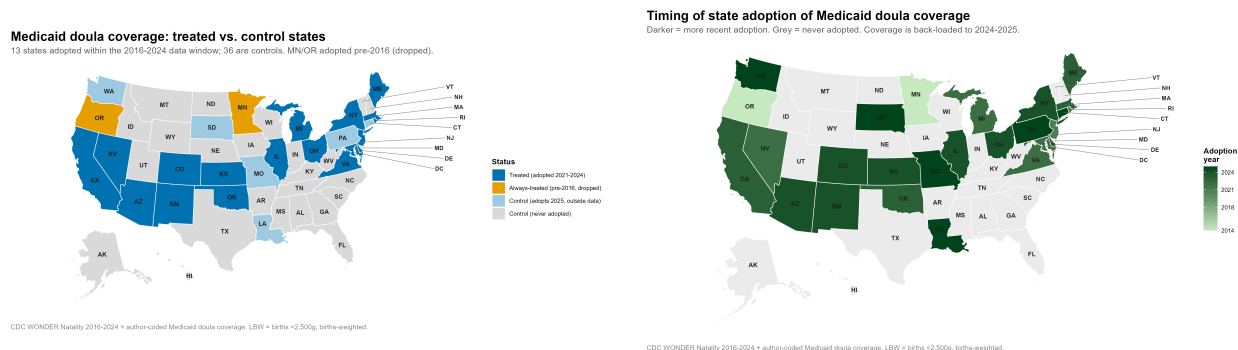 Medicaid doula coverage: treated vs. control states
13 states adopted within the 2016-2024 data window; 36 are controls. MN/OR adopted pre-2016 (dropped).
WA
OR
CA
NV
ID
MT
WY
UT
AZ
CO
NM
ND
SD
NE
KS
OK
TX
MN
IA
MO
AR
LA
WI
IL
MI
IN
OH
KY
TN
MS
AL
GA
FL
SC
NC
VA
WV
PA
NY
ME
AK
HI
VT
NH
MA
RI
CT
NJ
MD
DE
DC
Status
Treated (adopted 2021-2024)
Always-treated (pre-2016, dropped)
Control (adopts 2025, outside data)
Control (never adopted)
CDC WONDER Natality 2016-2024 + author-coded Medicaid doula coverage. LBW = births <2,500g, births-weighted.
Timing of state adoption of Medicaid doula coverage
Darker = more recent adoption. Grey = never adopted. Coverage is back-loaded to 2024-2025.
OR
CA
NV
ID
MT
WY
UT
AZ
CO
NM
ND
NE
KS
OK
TX
MN
IA
AR
WI
IL
MI
IN
OH
KY
TN
MS
AL
GA
FL
SC
NC
VA
WV
NY
ME
AK
HI
VT
NH
MA
RI
CT
NJ
MD
DE
DC
Adoption
year
2024
2021
2018
2014
CDC WONDER Natality 2016-2024 + author-coded Medicaid doula coverage. LBW = births <2,500g, births-weighted.